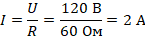 I = U/R = 120 В/60 Ом = 2 А